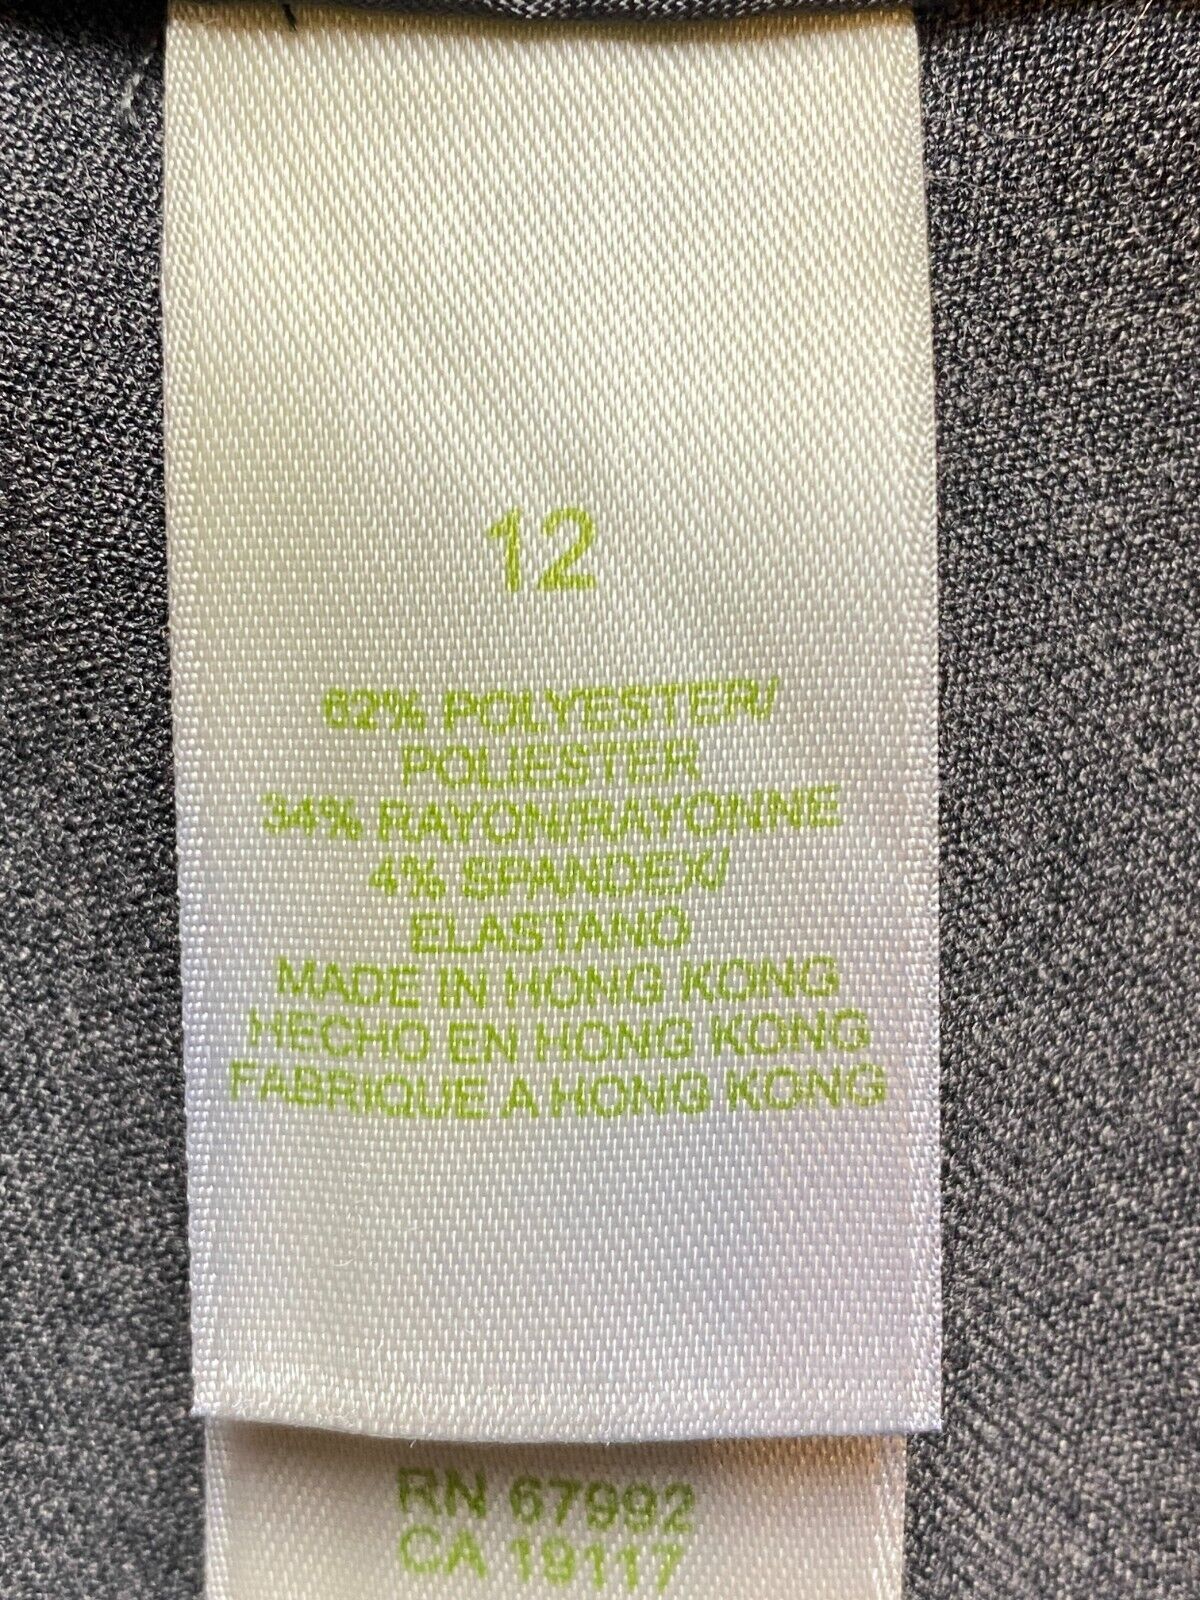 12
62% POLYESTER/
POLIESTER
34% RAYON/RAYONNE
4% SPANDEX/
ELASTANO
MADE IN HONG KONG
HECHO EN HONG KONG
FABRIQUE A HONG KONG
RN 67992
CA 19117